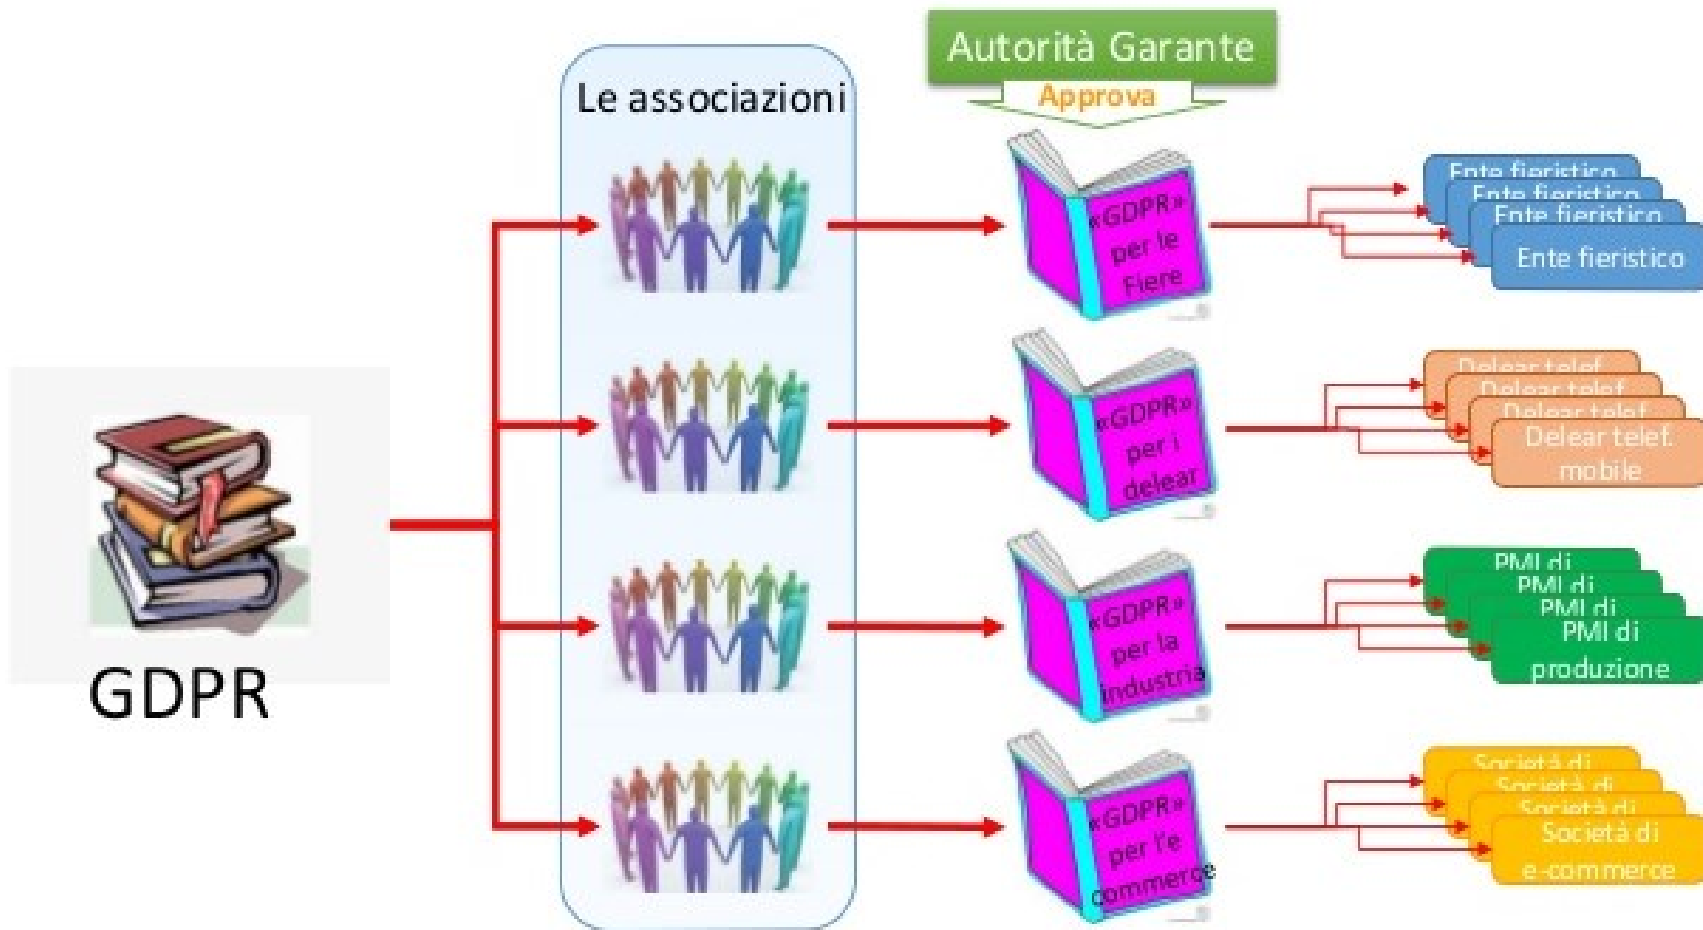 Autorità Garante
Approva
Le associazioni
GDPR
«GDPR»
per le
Fiere
Ente fieristico
Ente fieristico
Ente fieristico
Ente fieristico
«GDPR»
per i
delear
Delear telef.
Delear telef.
Delear telef.
Delear telef.
mobile
«GDPR»
per la
industria
PMI di
PMI di
PMI di
PMI di
produzione
«GDPR»
per l'e
commerce
Società di
Società di
Società di
Società di
e-commerce